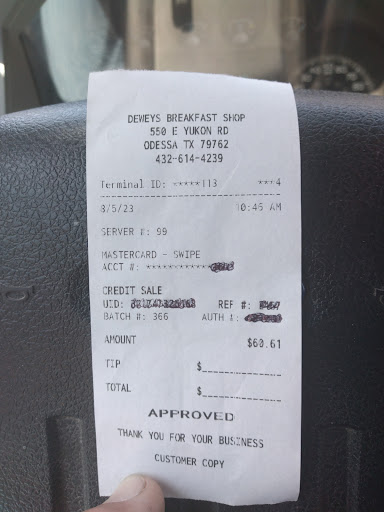 DEWEYS BREAKFAST SHOP
550 E YUKON RD
ODESSA TX 79762
432-614-4239
Terminal ID: *****113 ***4
8/5/23 10:45 AM
SERVER #: 99
MASTERCARD - SWIPE
ACCT #: ************
CREDIT SALE
UID: REF #:
BATCH #: 366 AUTH #:
AMOUNT $60.61
TIP $
TOTAL $
APPROVED
THANK YOU FOR YOUR BUSINESS
CUSTOMER COPY